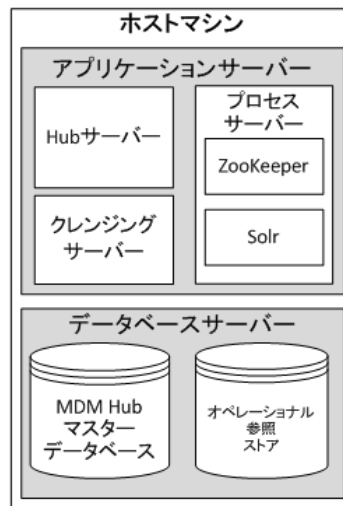 ホストマシン
アプリケーションサーバー
Hubサーバー
クレンジング
サーバー
プロセス
サーバー
ZooKeeper
Solr
データベースサーバー
MDM Hub
マスター
データベース
オペレーショナル
参照
ストア